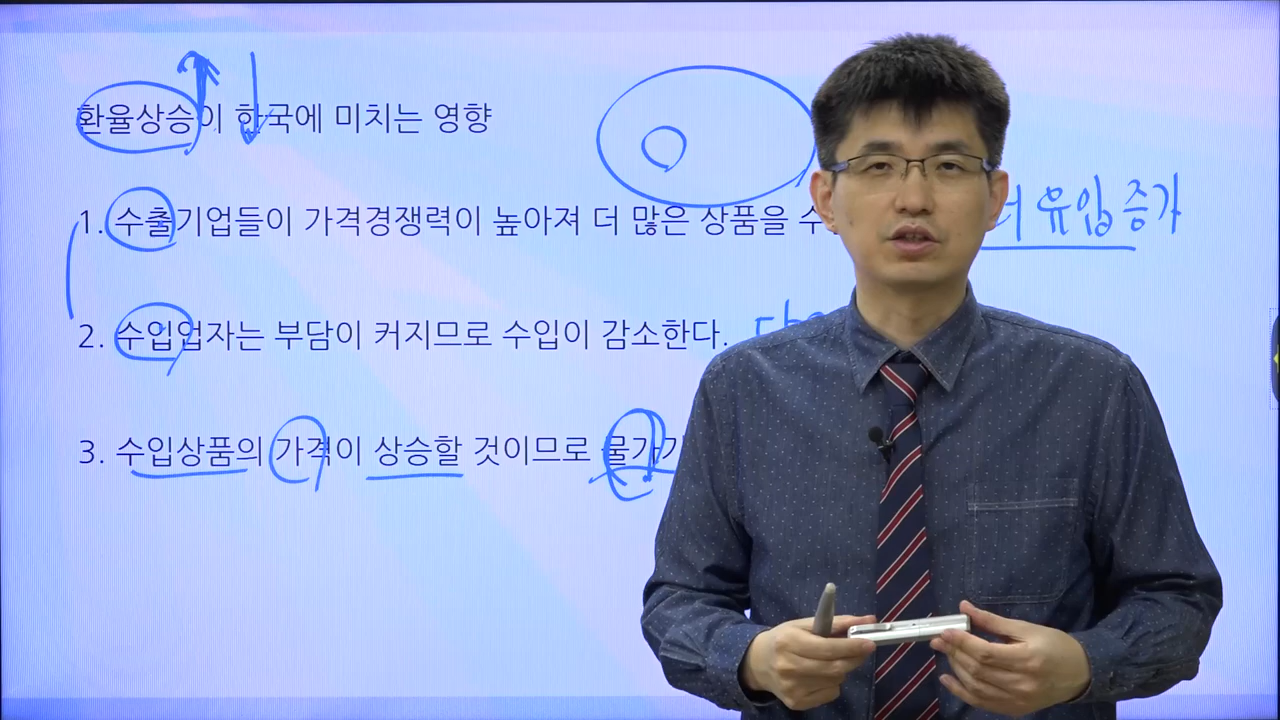 환율상승이 한국에 미치는 영향
1. 수출기업들이 가격경쟁력이 높아져 더 많은 상품을 수
유입 증가
2. 수입업자는 부담이 커지므로 수입이 감소한다.
3. 수입상품의 가격이 상승할 것이므로 물가가